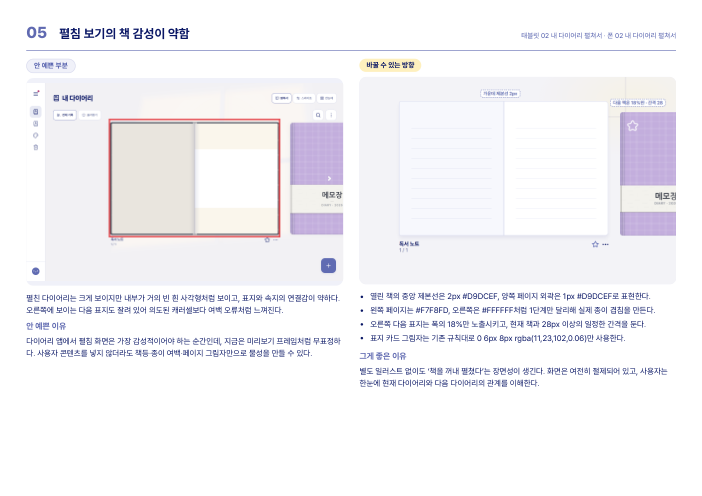 05 펼침 보기의 책 감성이 약함
태블릿 02 내 다이어리 펼쳐서 · 폰 02 내 다이어리 펼쳐서
안 예쁜 부분
내 다이어리
메모장
독서 노트
펼친 다이어리는 크게 보이지만 내부가 거의 빈 흰 사각형처럼 보이고, 표지와 속지의 연결감이 약하다.
오른쪽에 보이는 다음 표지도 잘려 있어 의도된 캐러셀보다 여백 오류처럼 느껴진다.
안 예쁜 이유
다이어리 앱에서 펼침 화면은 가장 감성적이어야 하는 순간인데, 지금은 미리보기 프레임처럼 무표정하
다. 사용자 콘텐츠를 넣지 않더라도 책등·종이 여백·페이지 그림자만으로 물성을 만들 수 있다.
바꿀 수 있는 방향
가운데 제본선 2px
다음 책은 18%만 · 간격 28
메모장
독서 노트
1 / 1
• 열린 책의 중앙 제본선은 2px #D9DCEF, 양쪽 페이지 외곽은 1px #D9DCEF로 표현한다.
• 왼쪽 페이지는 #F7F8FD, 오른쪽은 #FFFFFF처럼 1단계만 달리해 실제 종이 겹침을 만든다.
• 오른쪽 다음 표지는 폭의 18%만 노출시키고, 현재 책과 28px 이상의 일정한 간격을 둔다.
• 표지 카드 그림자는 기존 규칙대로 0 6px 8px rgba(11,23,102,0.06)만 사용한다.
그게 좋은 이유
별도 일러스트 없이도 '책을 꺼내 펼쳤다'는 장면성이 생긴다. 화면은 여전히 절제되어 있고, 사용자는
한눈에 현재 다이어리와 다음 다이어리의 관계를 이해한다.